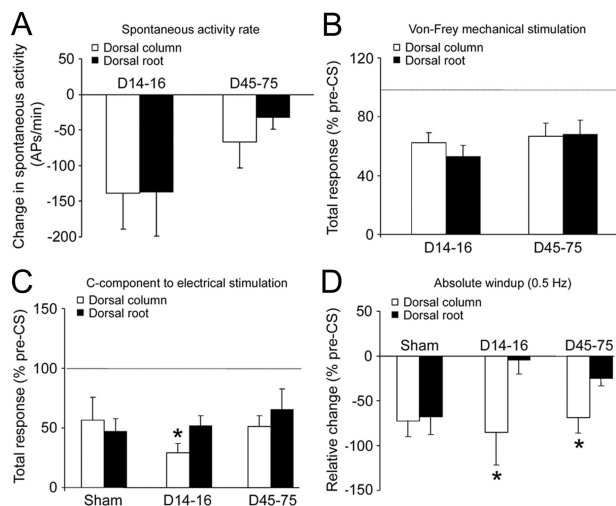 A
Spontaneous activity rate
Dorsal column
Dorsal root
D14-16
D45-75
0
-50
-100
-150
-200
Change in spontaneous activity
(APs/min)
B
Von-Frey mechanical stimulation
Dorsal column
Dorsal root
120
80
40
0
Total response (% pre-CS)
D14-16
D45-75
C
C-component to electrical stimulation
Dorsal column
Dorsal root
150
100
50
0
Total response (% pre-CS)
*
Sham
D14-16
D45-75
D
Absolute windup (0.5 Hz)
Dorsal column
Dorsal root
Sham
D14-16
D45-75
50
0
-50
-100
-150
Relative change (% pre-CS)
*
*